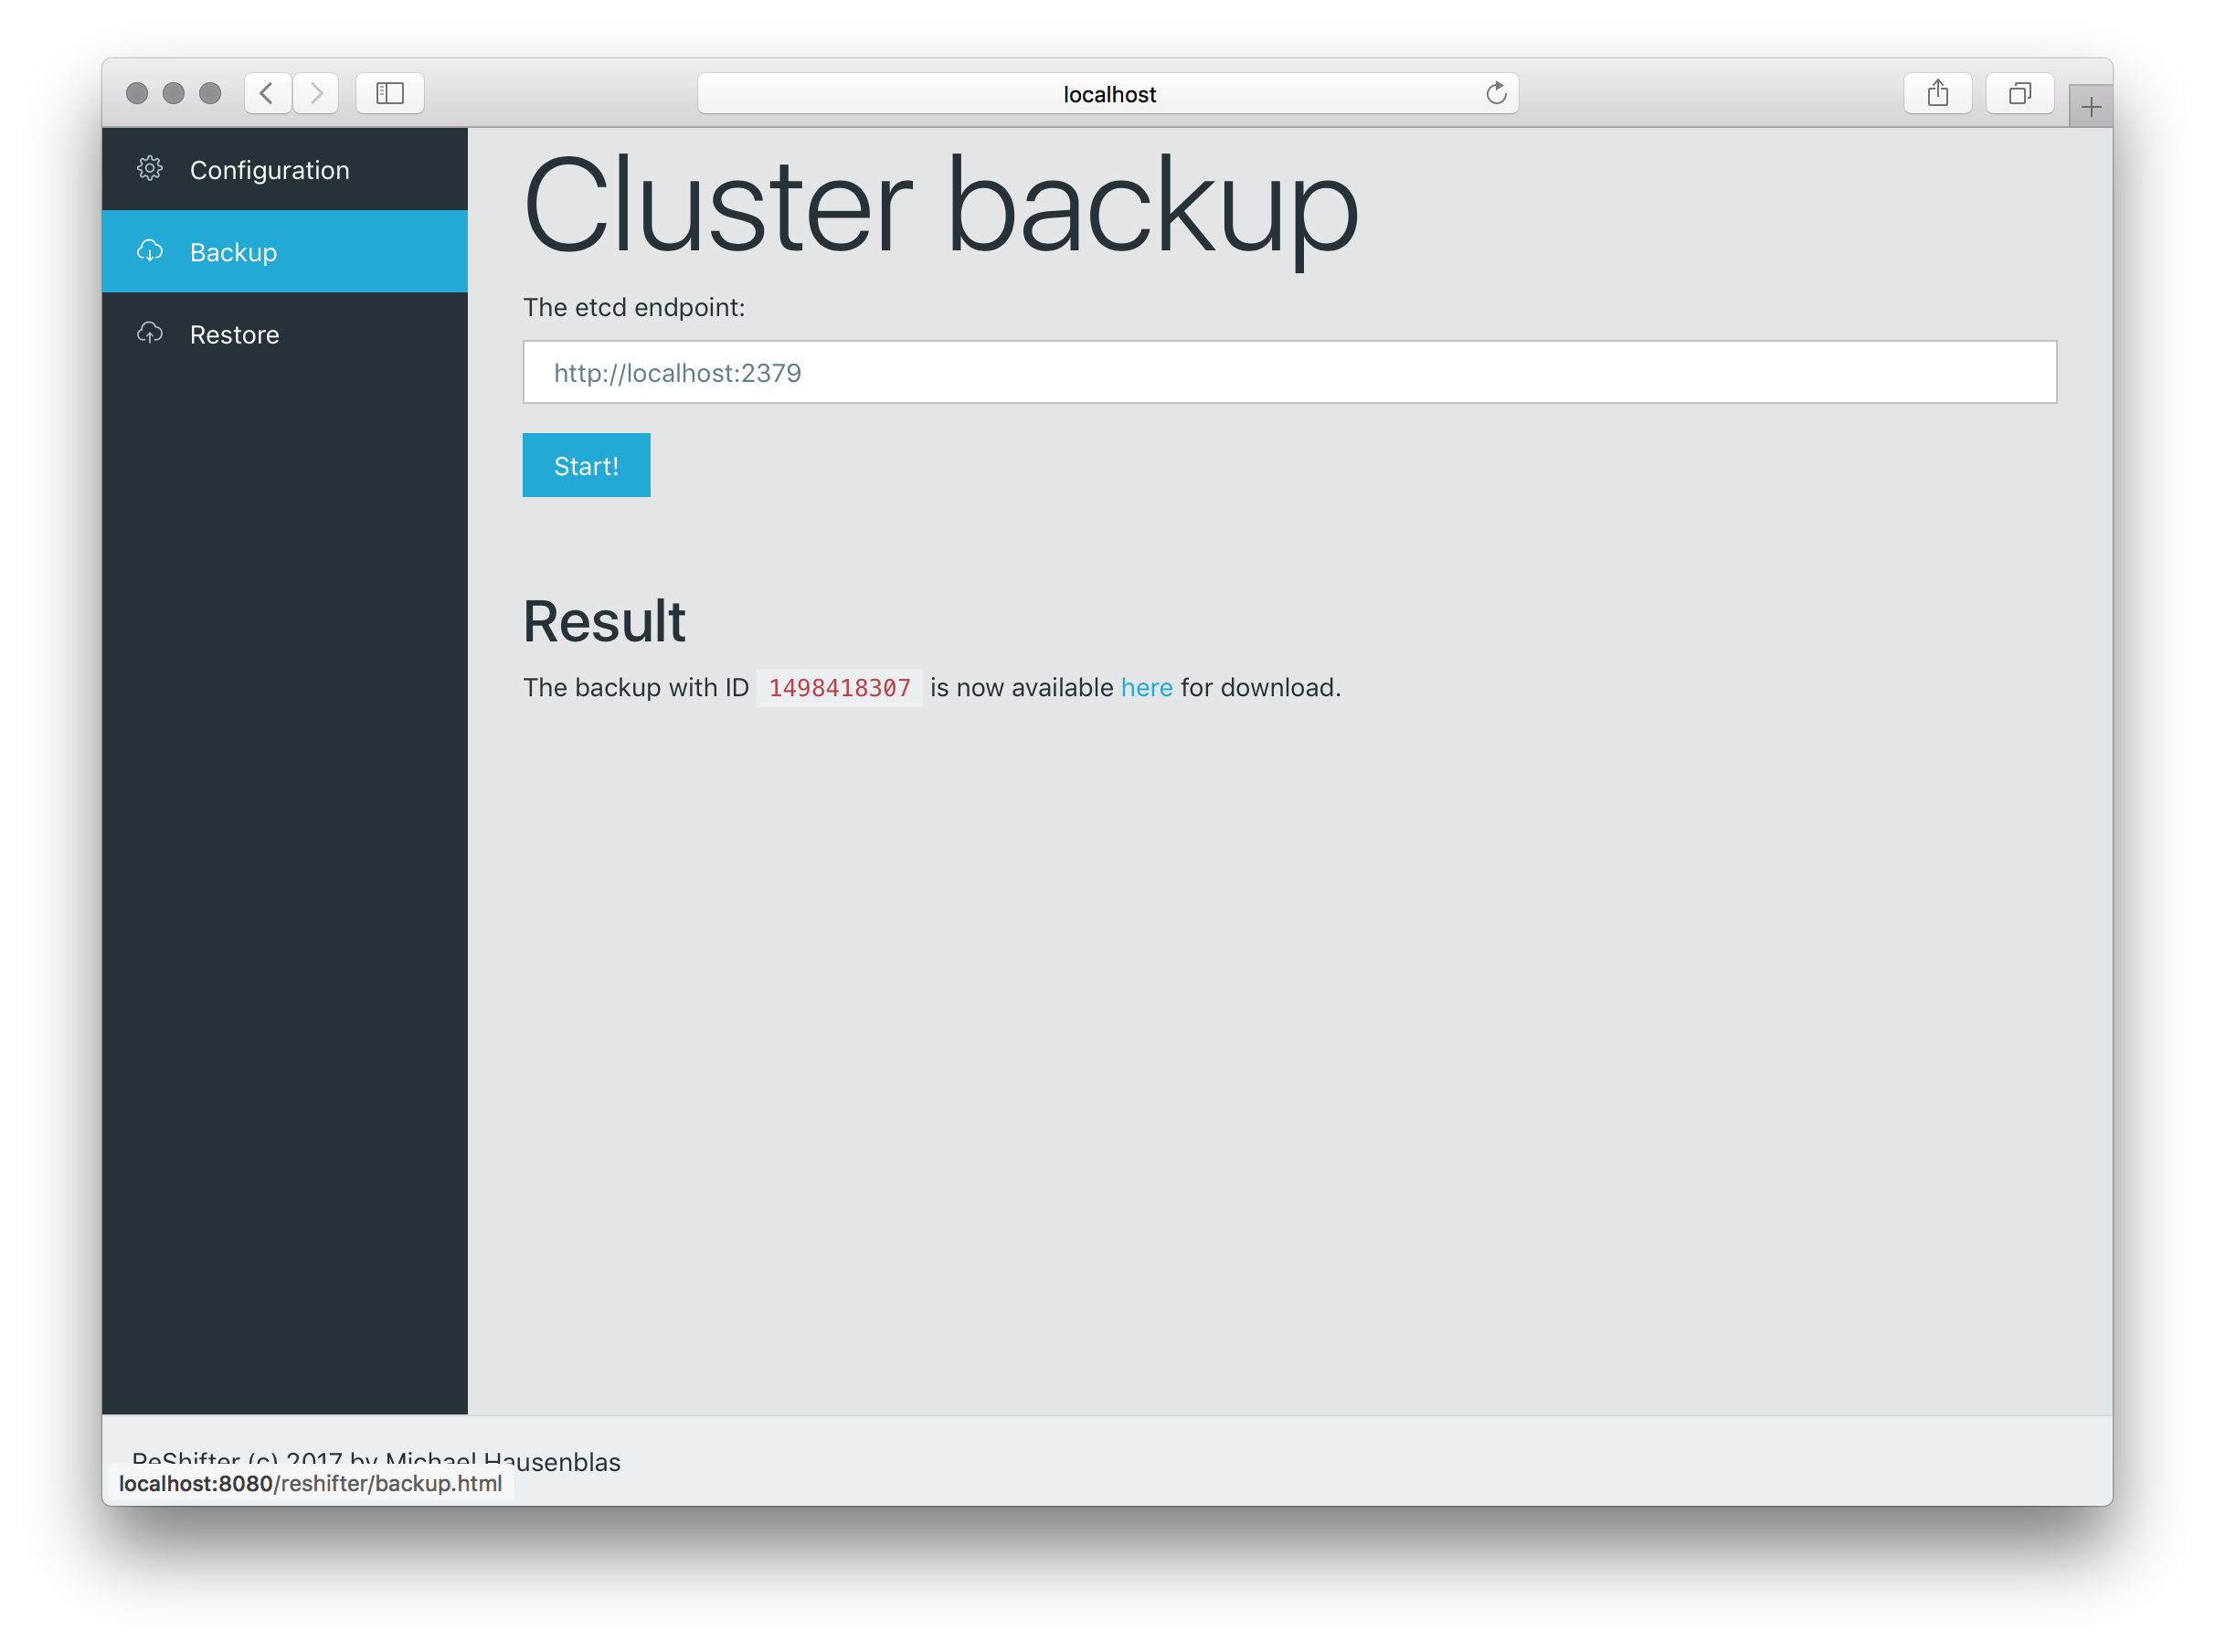 localhost
Configuration
Backup
Restore
Cluster backup
The etcd endpoint:
http://localhost:2379
Start!
Result
The backup with ID 1498418307 is now available here for download.
ReShifter (c) 2017 by Michael Hausenblas
localhost:8080/reshifter/backup.html